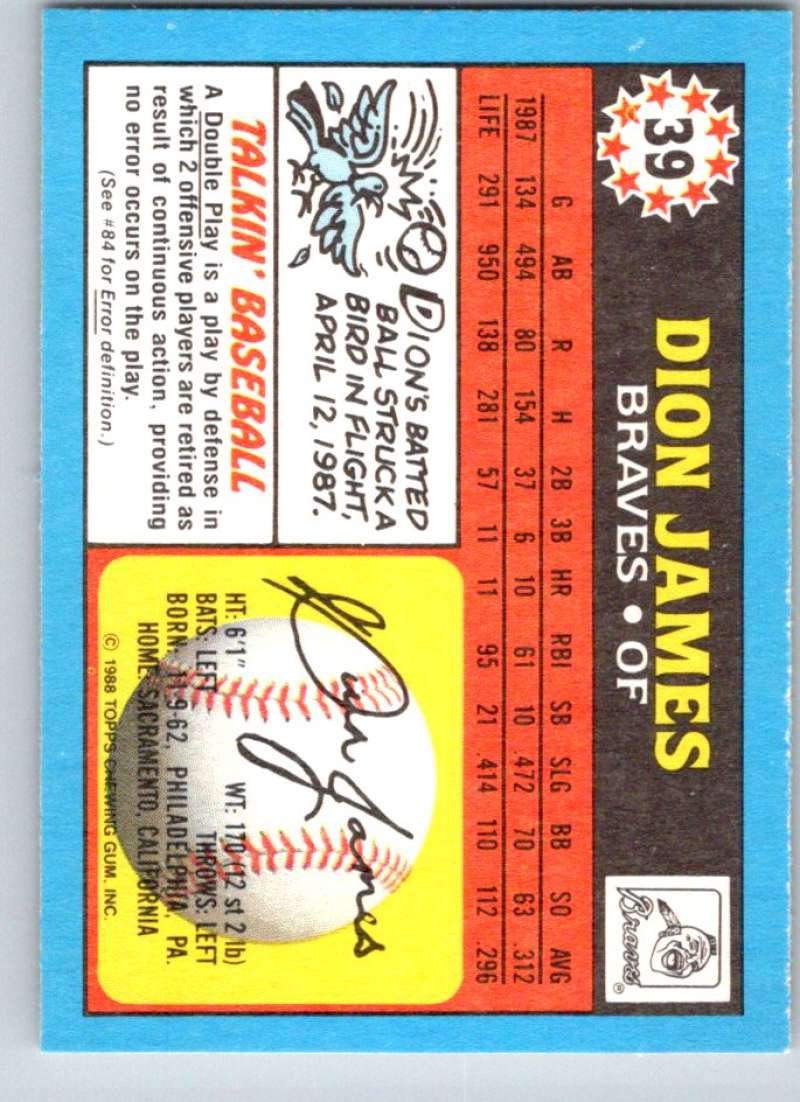 39
DION JAMES
BRAVES • OF
Braves ®
G AB R H 2B 3B HR RBI SB SLG BB SO AVG
1987 134 494 80 154 37 6 10 61 10 .472 70 63 .312
LIFE 291 950 138 281 57 11 11 95 21 .414 110 112 .296
DION'S BATTED
BALL STRUCK A
BIRD IN FLIGHT,
APRIL 12, 1987.
TALKIN' BASEBALL
A Double Play is a play by defense in
which 2 offensive players are retired as
result of continuous action, providing
no error occurs on the play.
(See #84 for Error definition.)
Dion James
HT: 6'1" WT: 170 (12 st 2 lb)
BATS: LEFT THROWS: LEFT
BORN: 11-9-62, PHILADELPHIA, PA.
HOME: SACRAMENTO, CALIFORNIA
© 1988 TOPPS CHEWING GUM, INC.